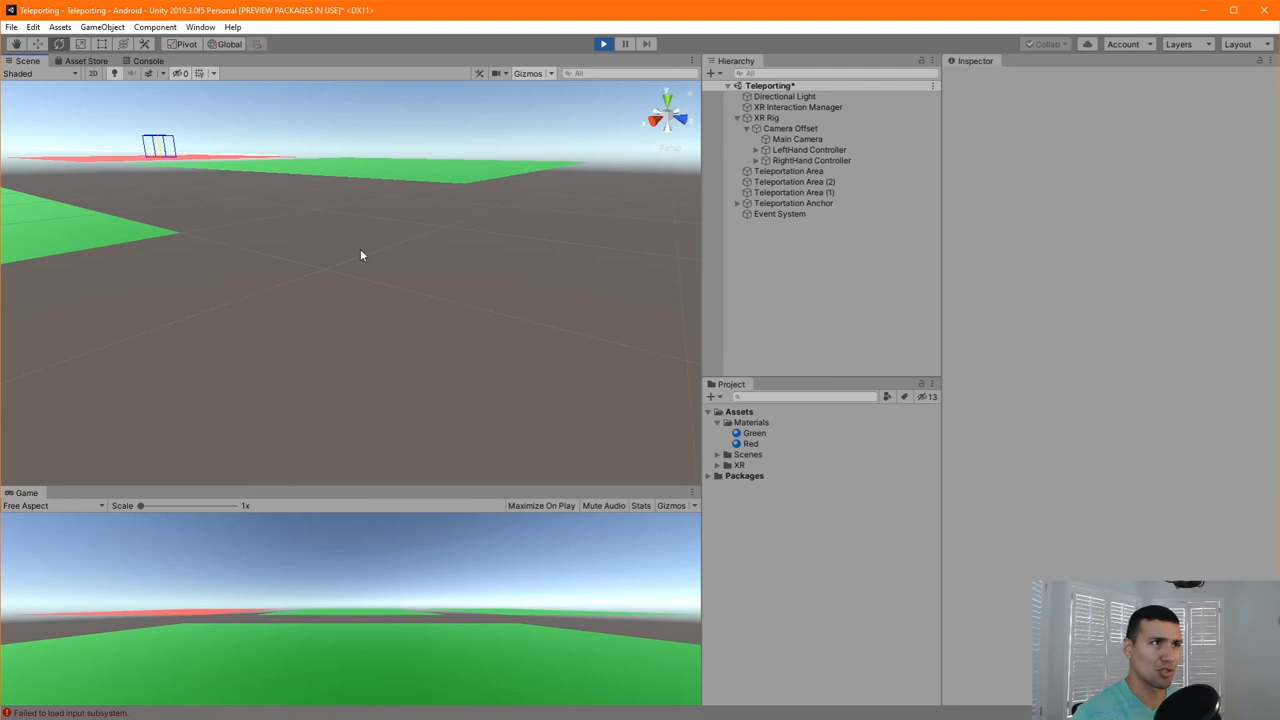 Teleporting - Teleporting - Android - Unity 2019.3.0f5 Personal [PREVIEW PACKAGES IN USE]* <DX11>
File Edit Assets GameObject Component Window Help
Pivot Global Collab Account Layers Layout
Scene Asset Store Console
Shaded 2D 0 Gizmos All
y
x
z
Persp
Hierarchy
All
Teleporting*
Directional Light
XR Interaction Manager
XR Rig
Camera Offset
Main Camera
LeftHand Controller
RightHand Controller
Teleportation Area
Teleportation Area (2)
Teleportation Area (1)
Teleportation Anchor
Event System
Project
13
Assets
Materials
Green
Red
Scenes
XR
Packages
Inspector
Game
Free Aspect Scale 1x Maximize On Play Mute Audio Stats Gizmos
Failed to load input subsystem.